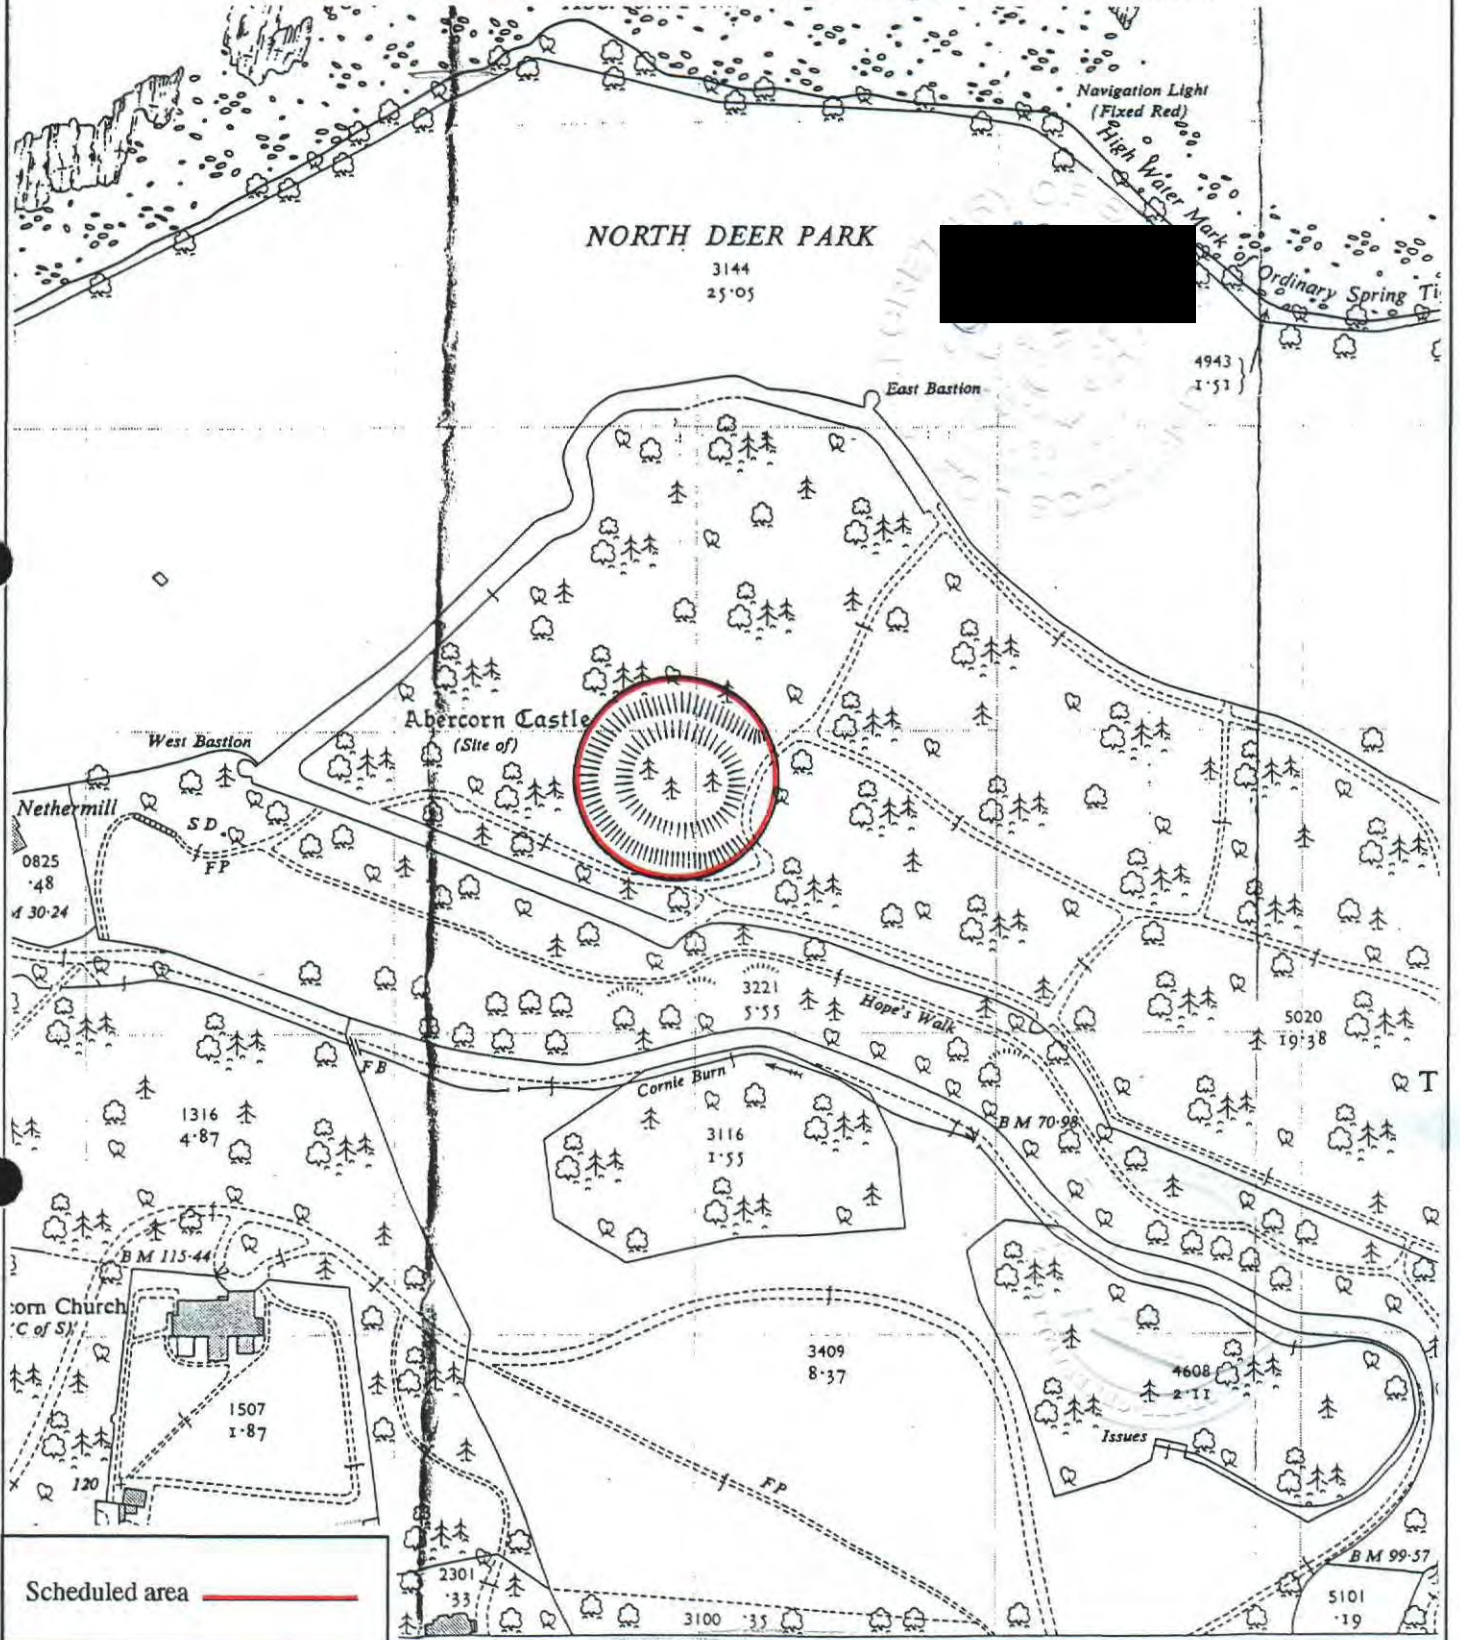 Navigation Light
(Fixed Red)
High Water Mark
Ordinary Spring
NORTH DEER PARK
3144
25·05
4943
1·51
East Bastion
Abercorn Castle
(Site of)
West Bastion
Nethermill
S D
FP
0825
·48
30·24
3221
5·55
Hope's Walk
5020
19·38
T
FB
Cornie Burn
1316
4·87
3116
1·55
B M 70·98
B M 115·44
Church
C of S)
3409
8·37
4608
2·11
1507
1·87
Issues
120
FP
B M 99·57
2301
·33
3100 ·35
5101
·19
Scheduled area